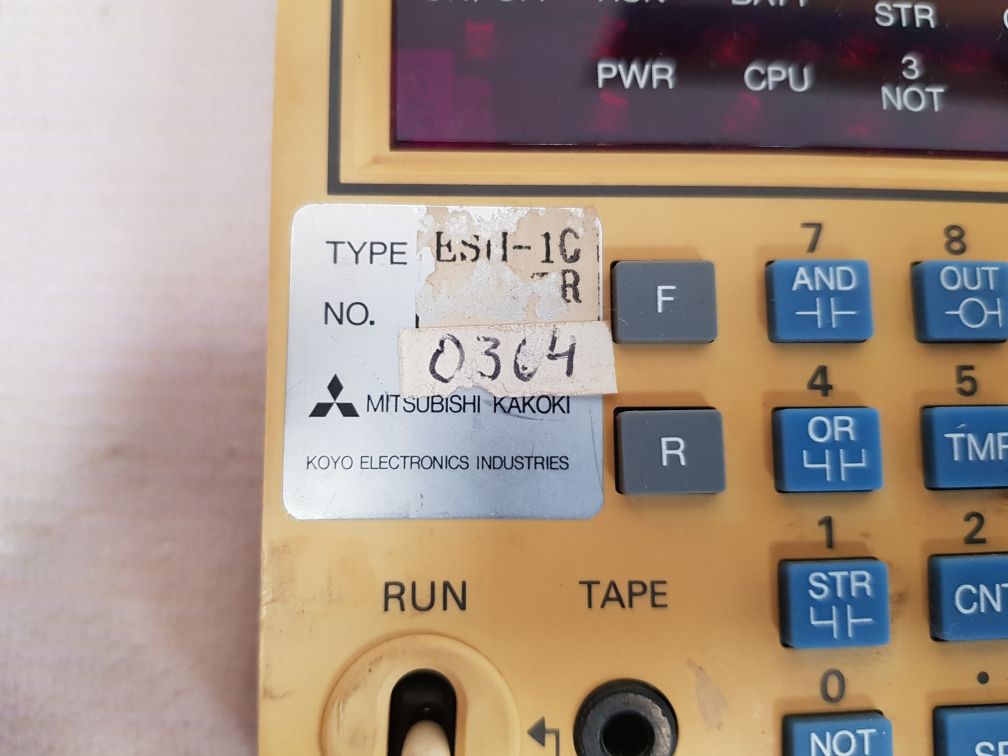 STR
PWR CPU 3
NOT
TYPE
-1C
R
NO.
0364
MITSUBISHI KAKOKI
KOYO ELECTRONICS INDUSTRIES
F
R
7
AND
8
OUT
4
OR
5
1
STR
2
0
NOT
RUN
TAPE